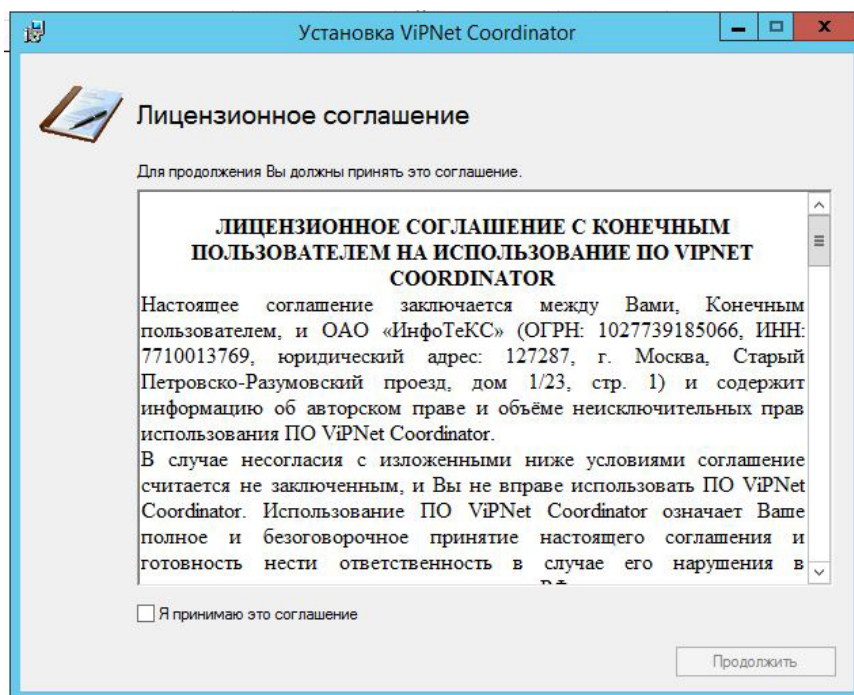 Установка ViPNet Coordinator
Лицензионное соглашение
Для продолжения Вы должны принять это соглашение.
ЛИЦЕНЗИОННОЕ СОГЛАШЕНИЕ С КОНЕЧНЫМ
ПОЛЬЗОВАТЕЛЕМ НА ИСПОЛЬЗОВАНИЕ ПО VIPNET
COORDINATOR
Настоящее соглашение заключается между Вами, Конечным
пользователем, и ОАО «ИнфоТеКС» (ОГРН: 1027739185066, ИНН:
7710013769, юридический адрес: 127287, г. Москва, Старый
Петровско-Разумовский проезд, дом 1/23, стр. 1) и содержит
информацию об авторском праве и объёме неисключительных прав
использования ПО ViPNet Coordinator.
В случае несогласия с изложенными ниже условиями соглашение
считается не заключенным, и Вы не вправе использовать ПО ViPNet
Coordinator. Использование ПО ViPNet Coordinator означает Ваше
полное и безоговорочное принятие настоящего соглашения и
готовность нести ответственность в случае его нарушения в
Я принимаю это соглашение
Продолжить